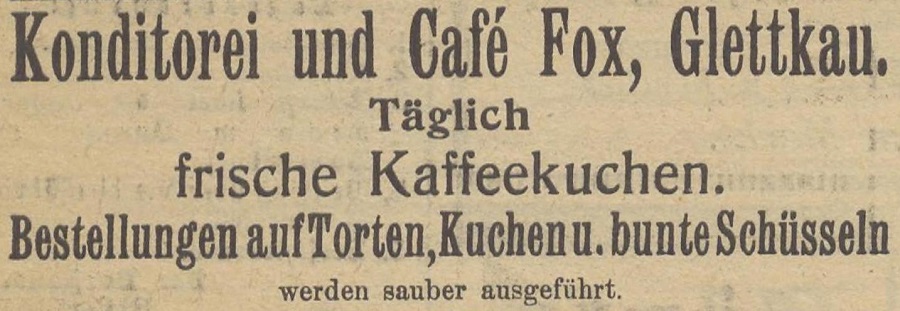 Konditorei und Café Fox, Glettkau.
Täglich
frische Kaffeekuchen.
Bestellungen auf Torten, Kuchen u. bunte Schüsseln
werden sauber ausgeführt.